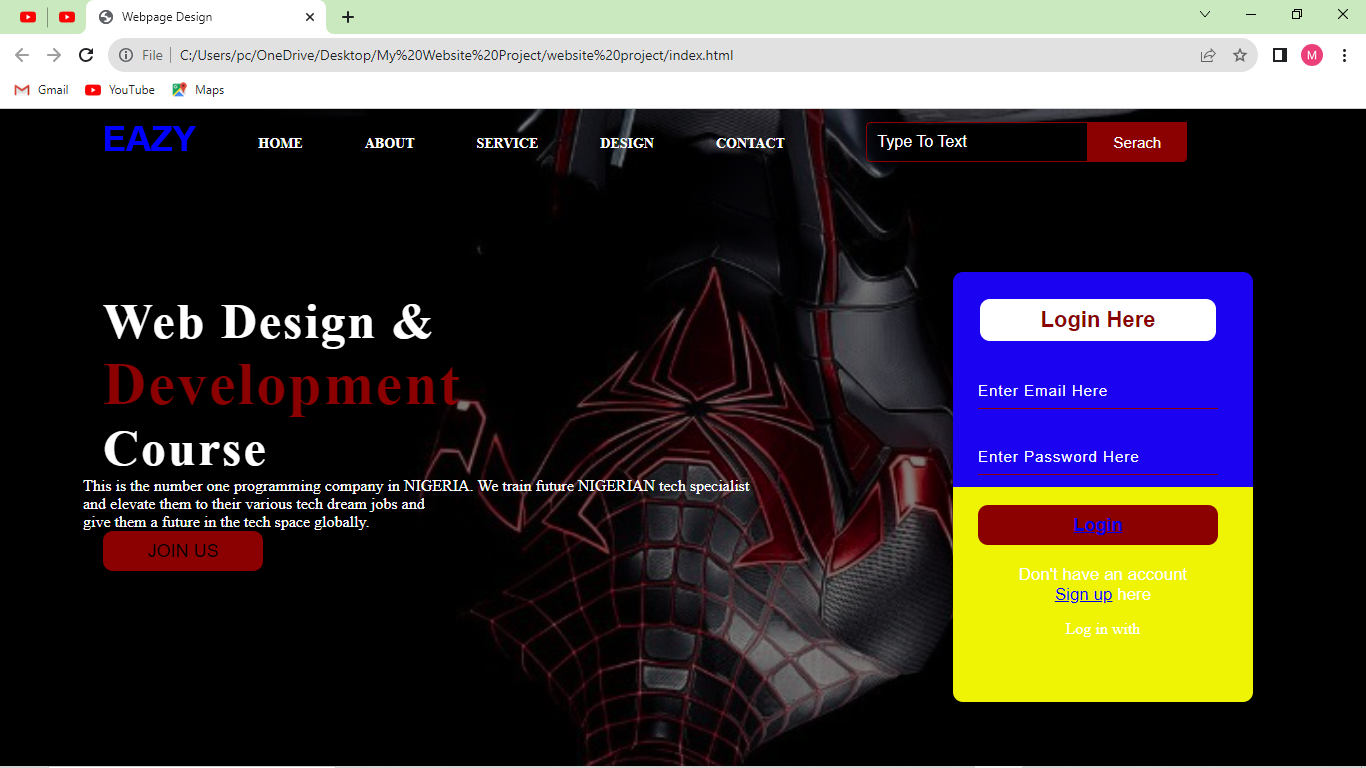 Webpage Design
File
C:/Users/pc/OneDrive/Desktop/My%20Website%20Project/website%20project/index.html
M
Gmail
YouTube
Maps
EAZY
HOME
ABOUT
SERVICE
DESIGN
CONTACT
Type To Text
Serach
Web Design &
Development
Course
This is the number one programming company in NIGERIA. We train future NIGERIAN tech specialist
and elevate them to their various tech dream jobs and
give them a future in the tech space globally.
JOIN US
Login Here
Enter Email Here
Enter Password Here
Login
Don't have an account
Sign up here
Log in with